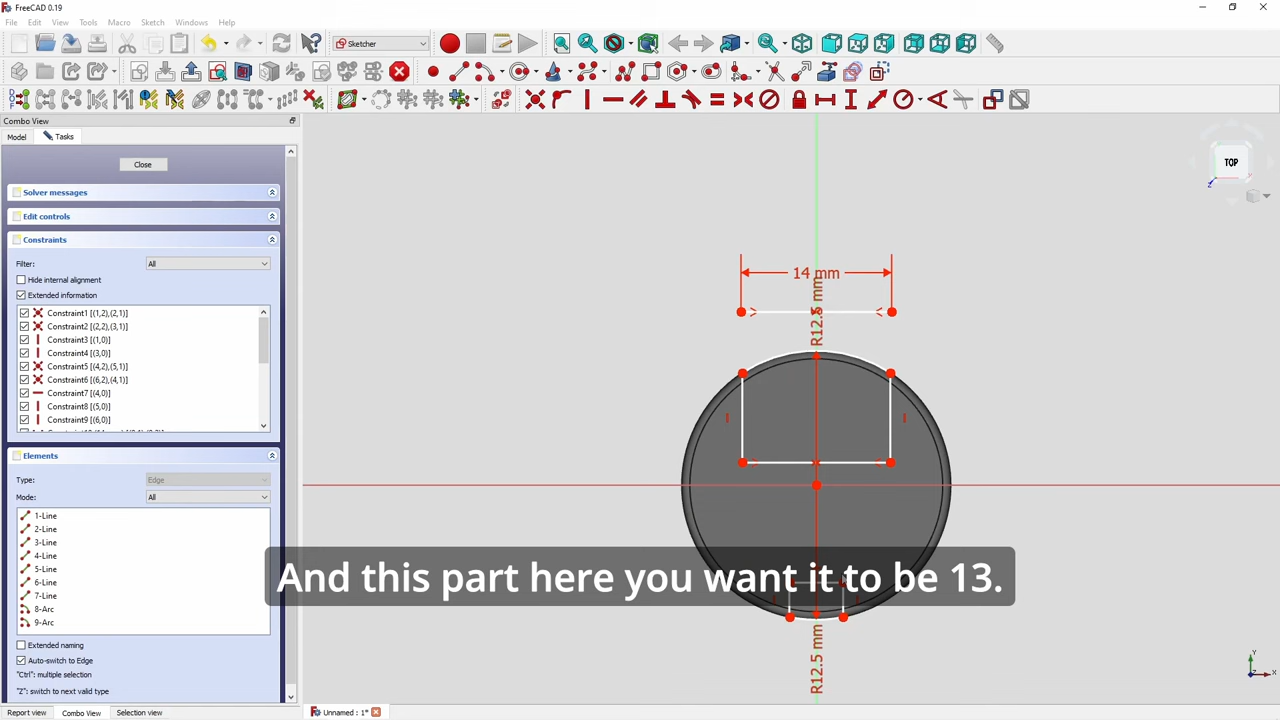 FreeCAD 0.19
File Edit View Tools Macro Sketch Windows Help
Sketcher
Combo View
Model Tasks
Close
Solver messages
Edit controls
Constraints
Filter: All
Hide internal alignment
Extended information
Constraint1 [(1,2),(2,1)]
Constraint2 [(2,2),(3,1)]
Constraint3 [(1,0)]
Constraint4 [(3,0)]
Constraint5 [(4,2),(5,1)]
Constraint6 [(6,2),(4,1)]
Constraint7 [(4,0)]
Constraint8 [(5,0)]
Constraint9 [(6,0)]
Elements
Type: Edge
Mode: All
1-Line
2-Line
3-Line
4-Line
5-Line
6-Line
7-Line
8-Arc
9-Arc
Extended naming
Auto-switch to Edge
"Ctrl": multiple selection
"Z": switch to next valid type
Report view Combo View Selection view
Unnamed : 1*
TOP
14 mm
R12.5 mm
R12.5 mm
Y
Z
X
And this part here you want it to be 13.